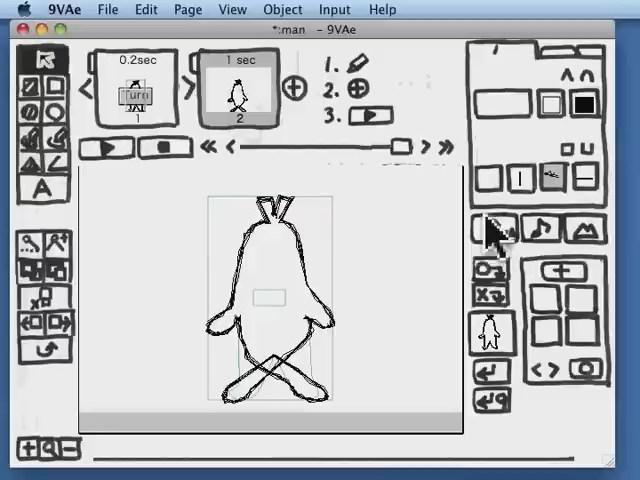 9VAe File Edit Page View Object Input Help
*:man - 9VAe
0.2sec
Turn
1
1 sec
2
1.
2.
3.
A